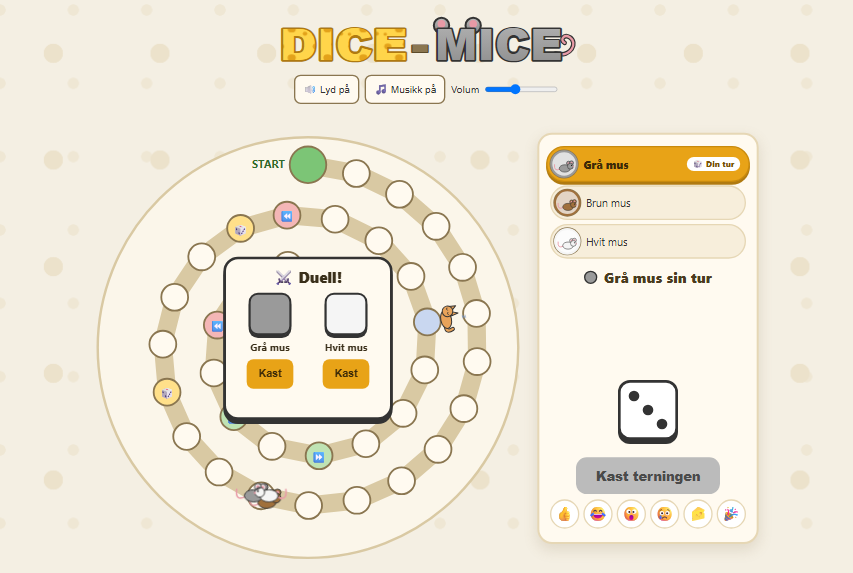 DICE-MICE
Lyd på
Musikk på
Volum
START
Grå mus
Din tur
Brun mus
Hvit mus
Grå mus sin tur
Duell!
Grå mus
Hvit mus
Kast
Kast
Kast terningen